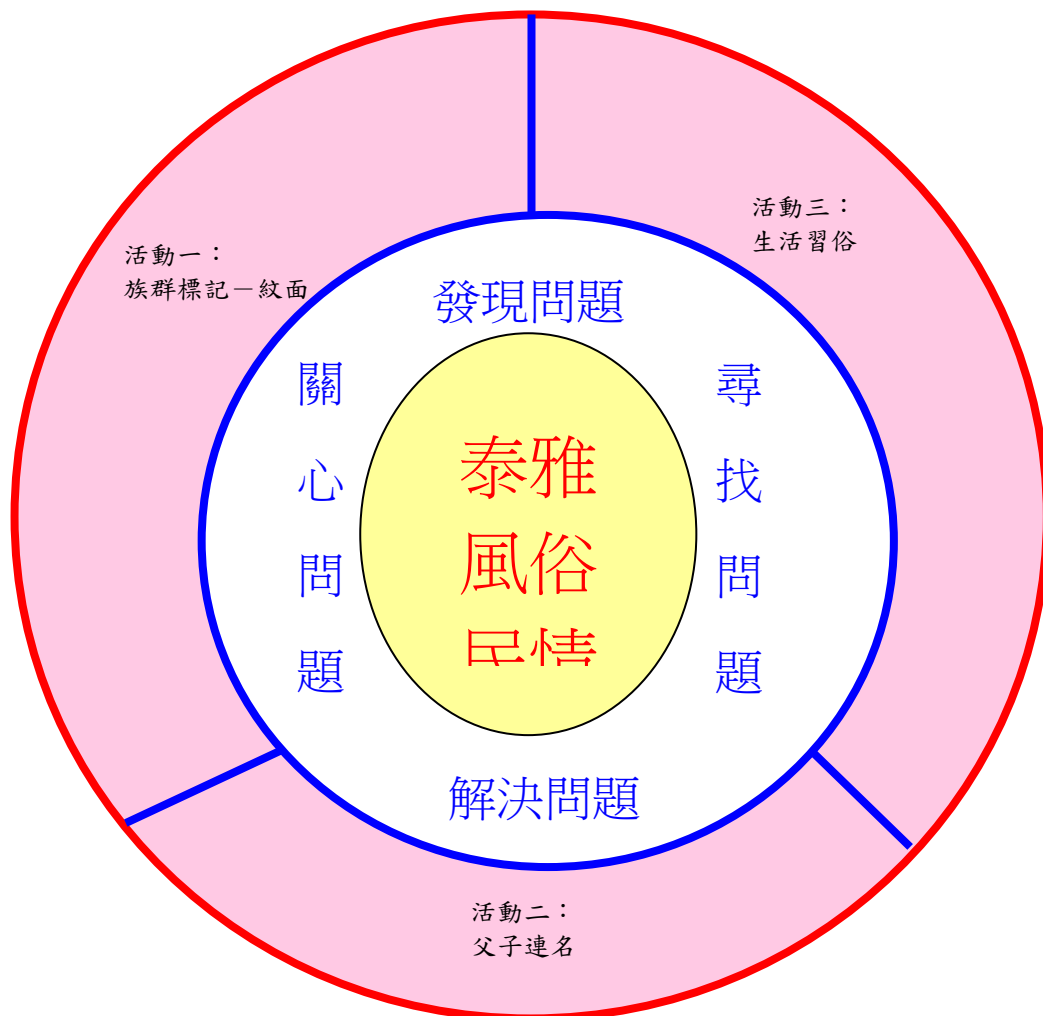 活動三：
生活習俗
活動一：
族群標記－紋面
發現問題
關心問題
尋找問題
泰雅
風俗
民情
解決問題
活動二：
父子連名